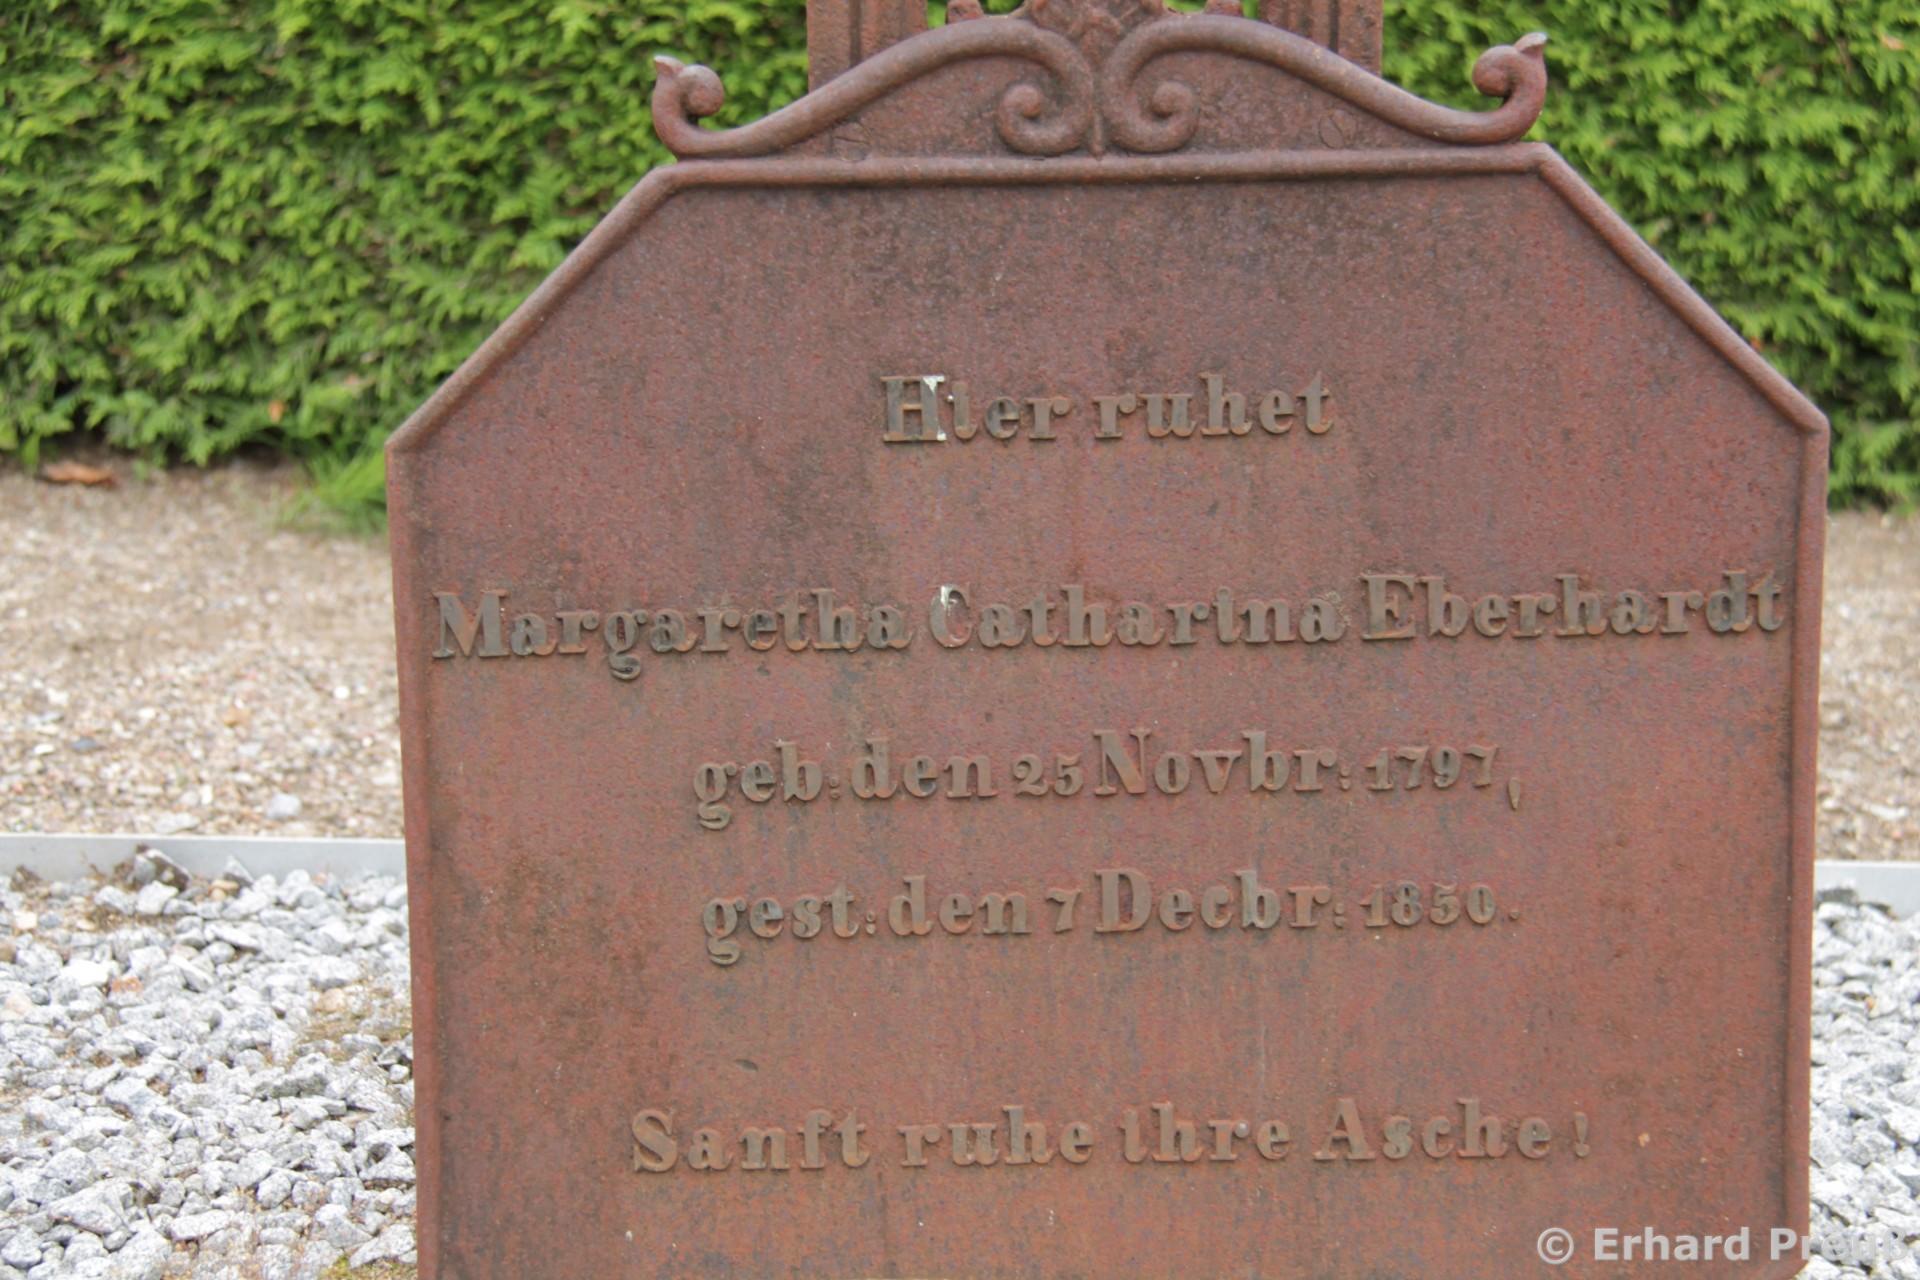 Hier ruhet
Margaretha Catharina Eberhardt
geb: den 25 Novbr: 1797,
gest: den 7 Decbr: 1850.
Sanft ruhe ihre Asche!
© Erhard Preuß